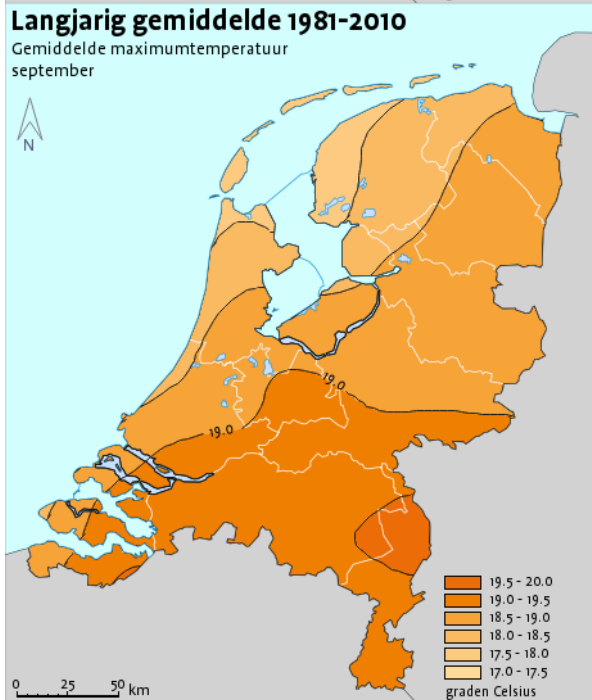 Langjarig gemiddelde 1981-2010
Gemiddelde maximumtemperatuur
september
N
19.0
19.0
19.5 - 20.0
19.0 - 19.5
18.5 - 19.0
18.0 - 18.5
17.5 - 18.0
17.0 - 17.5
graden Celsius
0 25 50 km